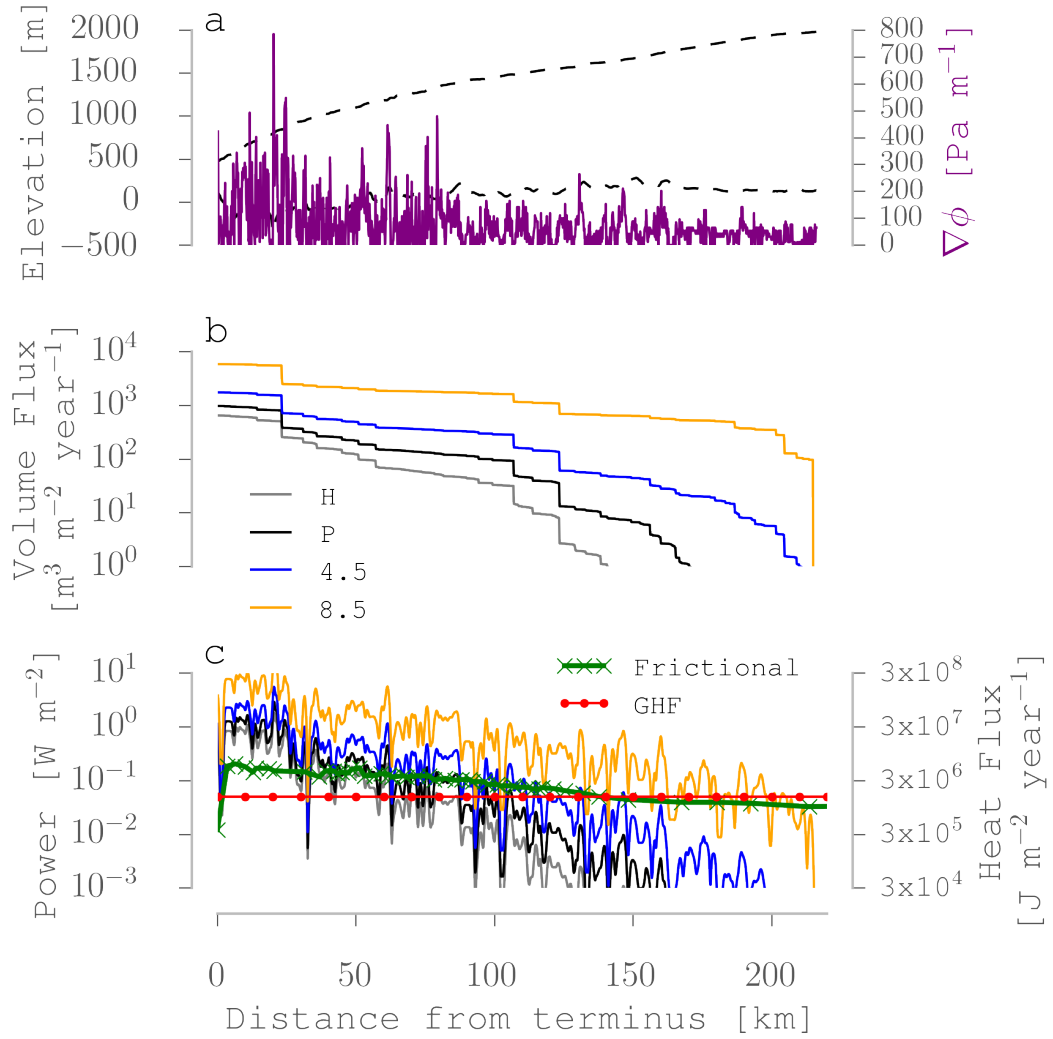 a
Elevation [m]
2000
1500
1000
500
0
−500
800
700
600
500
400
300
200
100
0
∇ϕ [Pa m⁻¹]
b
Volume Flux
[m³ m⁻² year⁻¹]
10⁴
10³
10²
10¹
10⁰
H
P
4.5
8.5
c
Power [W m⁻²]
10¹
10⁰
10⁻¹
10⁻²
10⁻³
Frictional
GHF
3x10⁸
3x10⁷
3x10⁶
3x10⁵
3x10⁴
Heat Flux
[J m⁻² year⁻¹]
0
50
100
150
200
Distance from terminus [km]